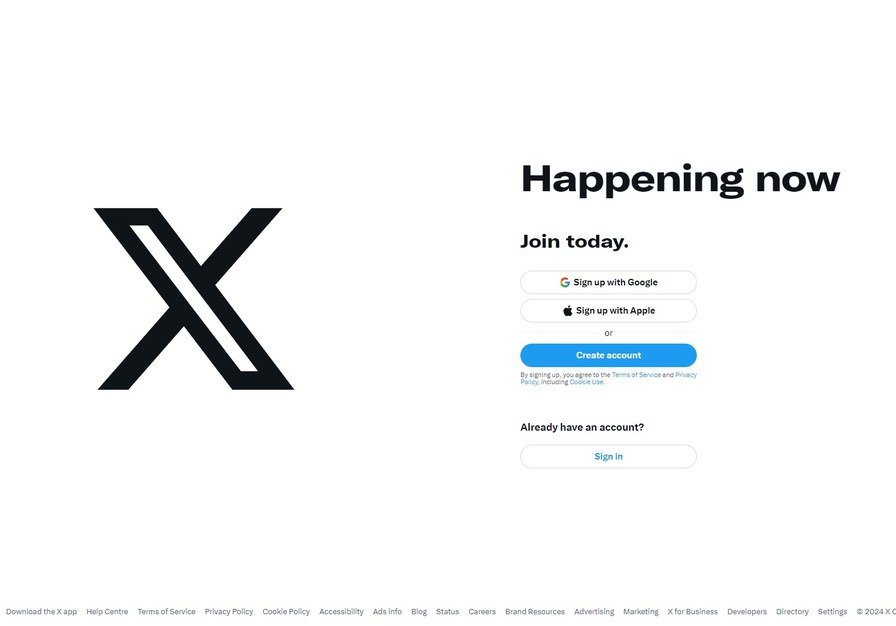 Happening now
Join today.
Sign up with Google
Sign up with Apple
or
Create account
By signing up, you agree to the Terms of Service and Privacy
Policy, including Cookie Use.
Already have an account?
Sign in
Download the X app Help Centre Terms of Service Privacy Policy Cookie Policy Accessibility Ads info Blog Status Careers Brand Resources Advertising Marketing X for Business Developers Directory Settings © 2024 X C